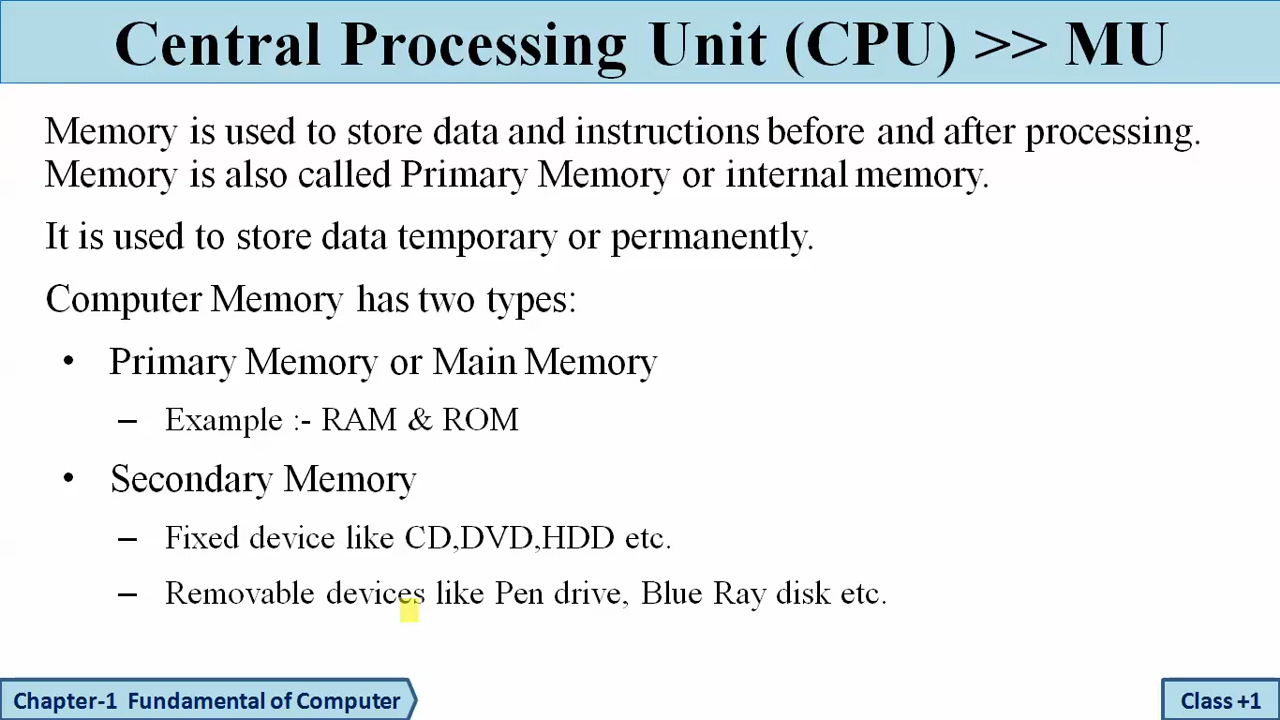 Central Processing Unit (CPU) >> MU
Memory is used to store data and instructions before and after processing.
Memory is also called Primary Memory or internal memory.
It is used to store data temporary or permanently.
Computer Memory has two types:
• Primary Memory or Main Memory
– Example :- RAM & ROM
• Secondary Memory
– Fixed device like CD,DVD,HDD etc.
– Removable devices like Pen drive, Blue Ray disk etc.
Chapter-1 Fundamental of Computer
Class +1